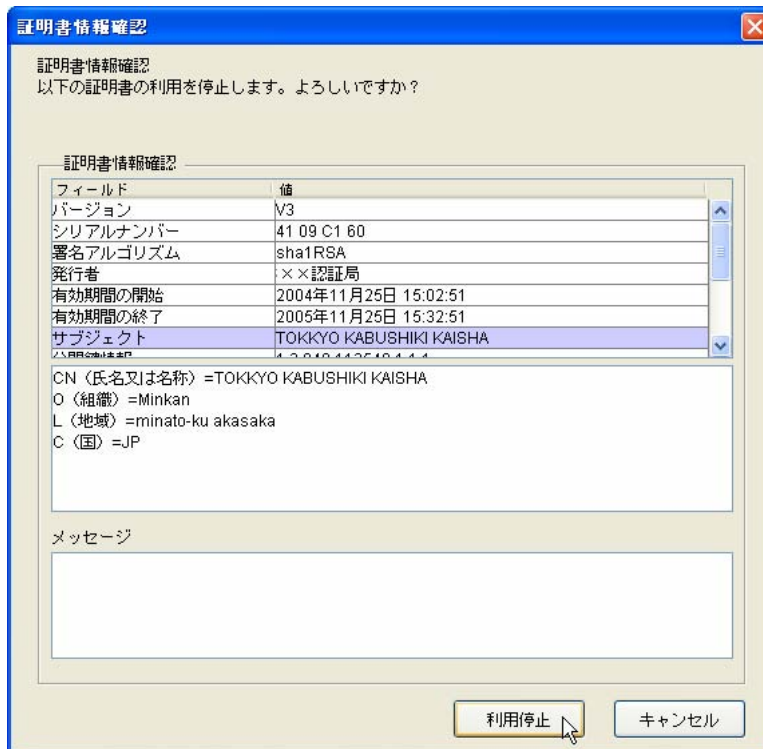 証明書情報確認
証明書情報確認
以下の証明書の利用を停止します。よろしいですか？
証明書情報確認
フィールド 値
バージョン V3
シリアルナンバー 41 09 C1 60
署名アルゴリズム sha1RSA
発行者 ××認証局
有効期間の開始 2004年11月25日 15:02:51
有効期間の終了 2005年11月25日 15:32:51
サブジェクト TOKKYO KABUSHIKI KAISHA
CN（氏名又は名称）=TOKKYO KABUSHIKI KAISHA
O（組織）=Minkan
L（地域）=minato-ku akasaka
C（国）=JP
メッセージ
利用停止 キャンセル